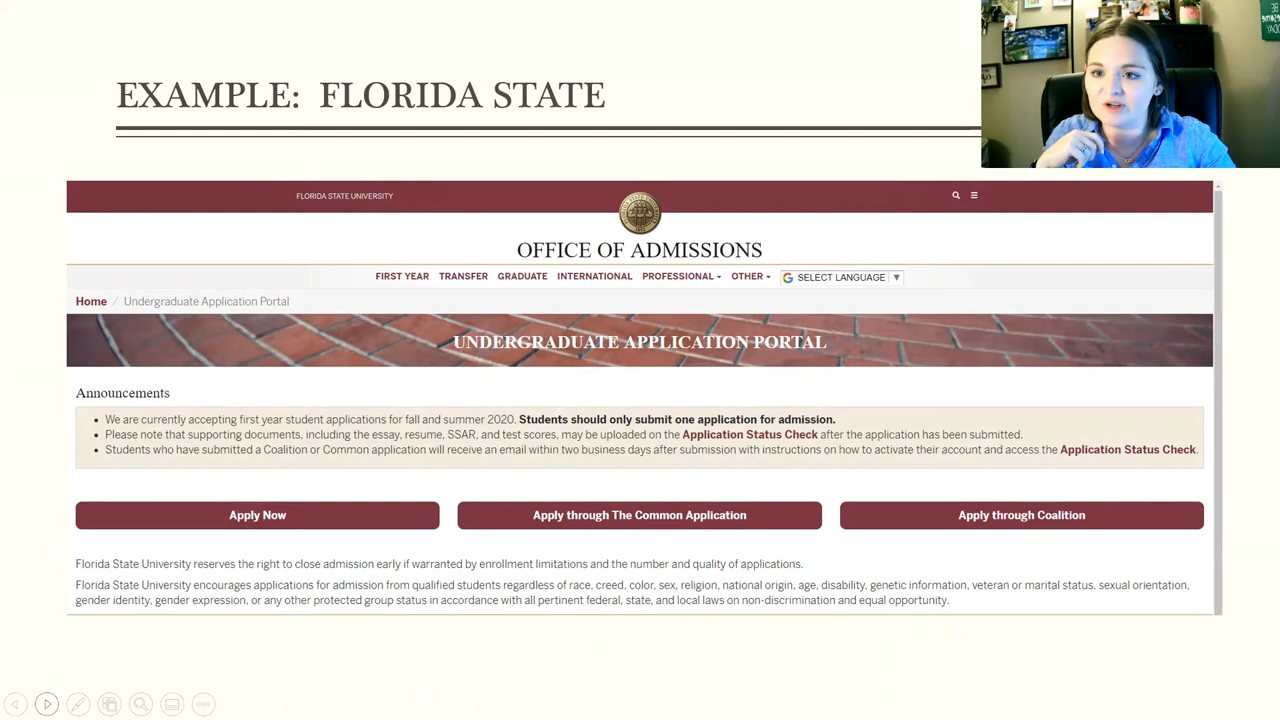 EXAMPLE: FLORIDA STATE
FLORIDA STATE UNIVERSITY
OFFICE OF ADMISSIONS
FIRST YEAR TRANSFER GRADUATE INTERNATIONAL PROFESSIONAL OTHER SELECT LANGUAGE
Home / Undergraduate Application Portal
UNDERGRADUATE APPLICATION PORTAL
Announcements
• We are currently accepting first year student applications for fall and summer 2020. Students should only submit one application for admission.
• Please note that supporting documents, including the essay, resume, SSAR, and test scores, may be uploaded on the Application Status Check after the application has been submitted.
• Students who have submitted a Coalition or Common application will receive an email within two business days after submission with instructions on how to activate their account and access the Application Status Check.
Apply Now
Apply through The Common Application
Apply through Coalition
Florida State University reserves the right to close admission early if warranted by enrollment limitations and the number and quality of applications.
Florida State University encourages applications for admission from qualified students regardless of race, creed, color, sex, religion, national origin, age, disability, genetic information, veteran or marital status, sexual orientation,
gender identity, gender expression, or any other protected group status in accordance with all pertinent federal, state, and local laws on non-discrimination and equal opportunity.